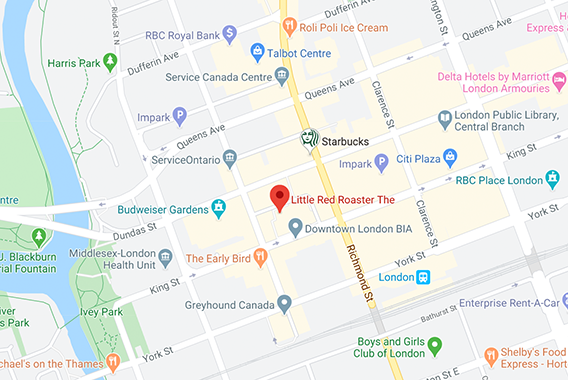 Ridout St N
RBC Royal Bank
Roli Poli Ice Cream
ington St
Queens Ave
Ho
Express &
Dufferin Ave
Talbot Centre
Harris Park
Dufferin Ave
Service Canada Centre
Delta Hotels by Marriott
London Armouries
Queens Ave
Clarence St
Impark
London Public Library,
Central Branch
Queens Ave
Starbucks
King St
ServiceOntario
Impark
Citi Plaza
RBC Place London
entre
Little Red Roaster The
Budweiser Gardens
Clarence St
York St
Dundas St
Downtown London BIA
J. Blackburn
rial Fountain
Middlesex-London
Health Unit
The Early Bird
Richmond St
London
King St
Greyhound Canada
Enterprise Rent-A-Car
Ivey Park
Bathurst St
ver
s Park
York St
Boys and Girls
Club of London
Shelby's Food
Express - Hort
chael's on the Thames
n St E